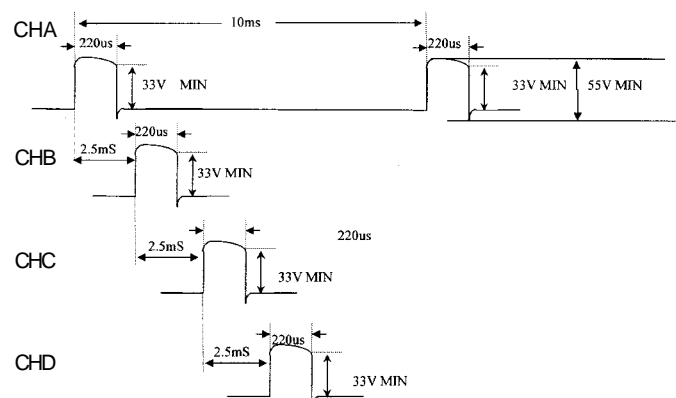 10ms
CHA
220us 220us
33V MIN 33V MIN 55V MIN
220us
CHB 2.5mS
33V MIN
220us
CHC 2.5mS
33V MIN
2.5mS 220us
CHD
33V MIN